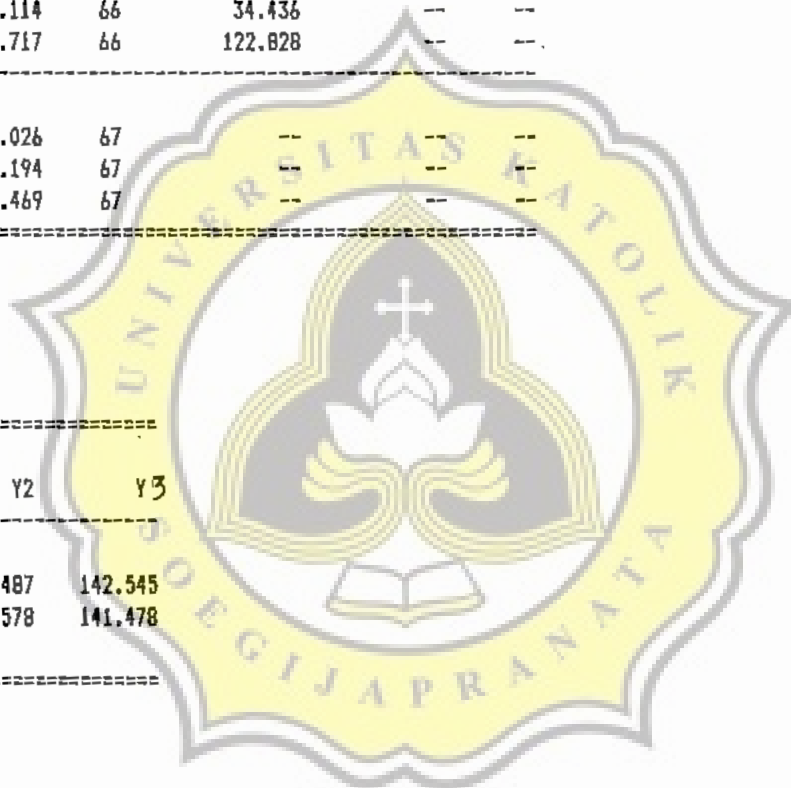 .114 66 34.436 -- --
.717 66 122.828 -- --
.026 67 -- -- --
.194 67 -- -- --
.469 67 -- -- --
Y2 Y3
487 142.545
578 141.478
UNIVERSITAS KATOLIK
SOEGIJAPRANATA